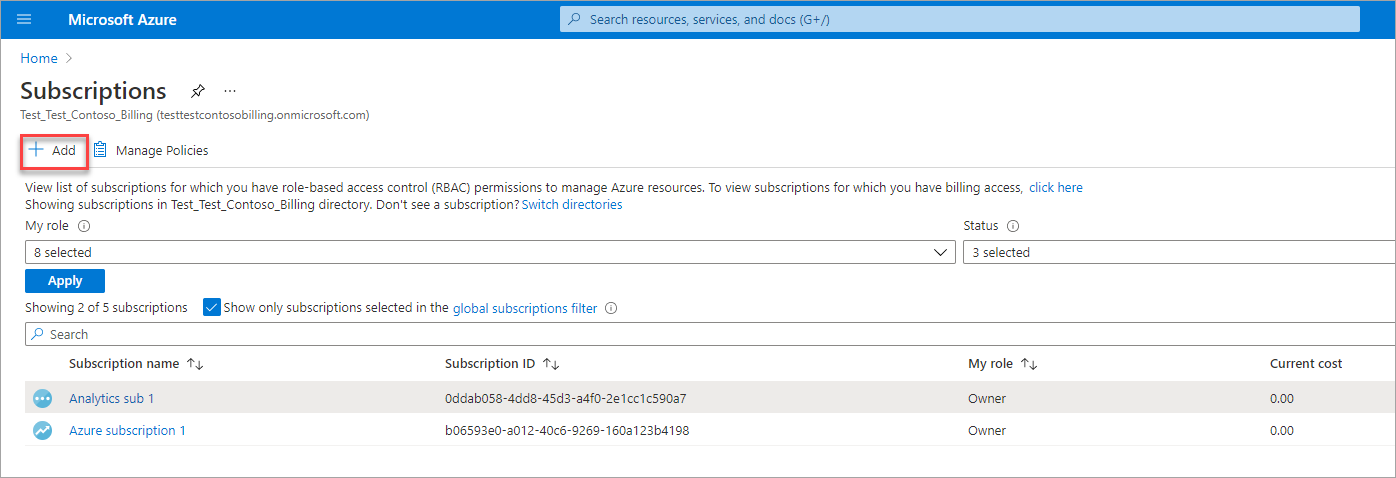 Microsoft Azure
Search resources, services, and docs (G+/)
Home
Subscriptions
Test_Test_Contoso_Billing (testtestcontosobilling.onmicrosoft.com)
Add Manage Policies
View list of subscriptions for which you have role-based access control (RBAC) permissions to manage Azure resources. To view subscriptions for which you have billing access, click here
Showing subscriptions in Test_Test_Contoso_Billing directory. Don't see a subscription? Switch directories
My role Status
8 selected 3 selected
Apply
Showing 2 of 5 subscriptions Show only subscriptions selected in the global subscriptions filter
Search
Subscription name Subscription ID My role Current cost
Analytics sub 1 0ddab058-4dd8-45d3-a4f0-2e1cc1c590a7 Owner 0.00
Azure subscription 1 b06593e0-a012-40c6-9269-160a123b4198 Owner 0.00